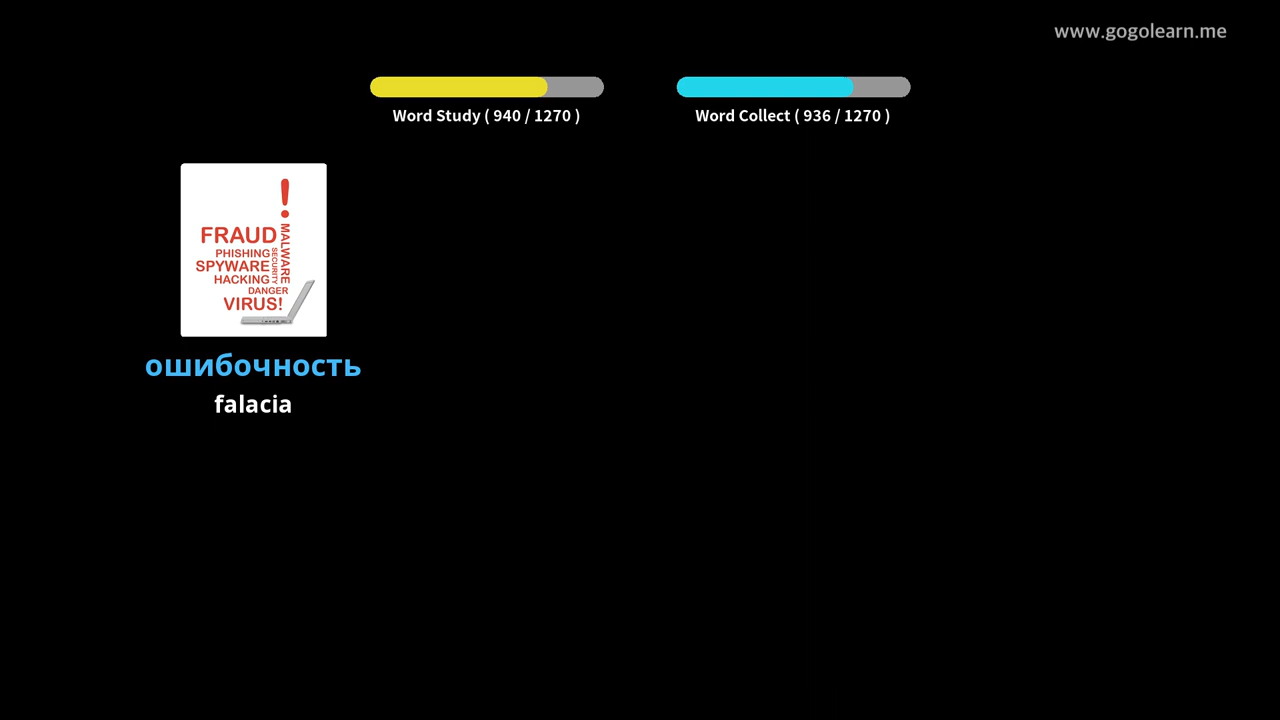 www.gogolearn.me
Word Study ( 940 / 1270 )
Word Collect ( 936 / 1270 )
!
FRAUD
MALWARE
PHISHING
SECURITY
SPYWARE
HACKING
DANGER
VIRUS!
ошибочность
falacia